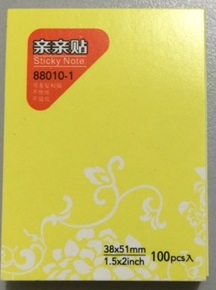 亲亲贴
Sticky Note
88010-1
38x51mm
1.5x2inch
100pcs入